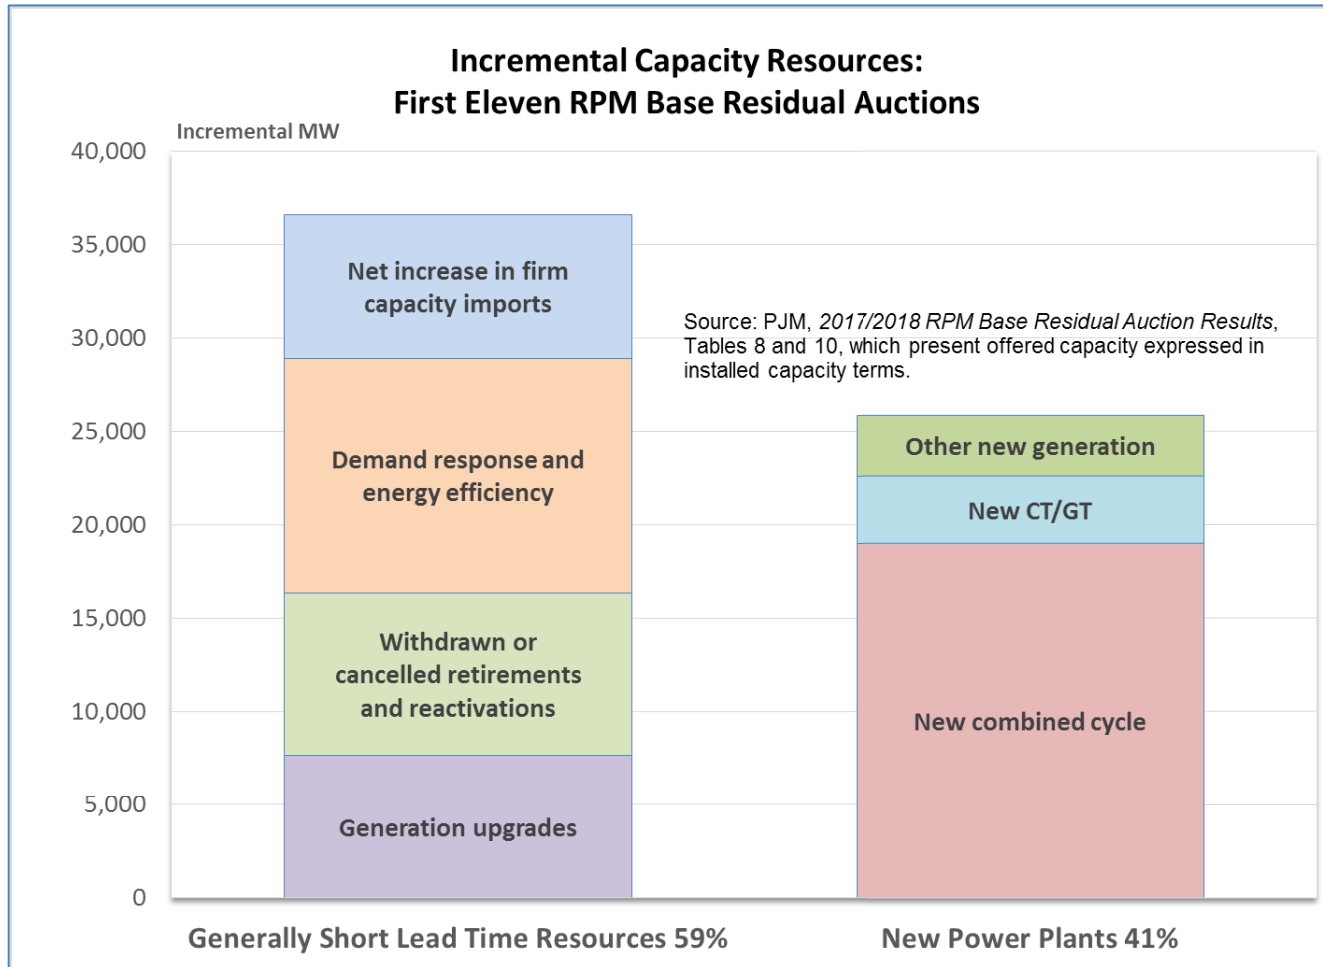 Incremental Capacity Resources:
First Eleven RPM Base Residual Auctions
Incremental MW
40,000
35,000
30,000
25,000
20,000
15,000
10,000
5,000
0
Net increase in firm
capacity imports
Demand response and
energy efficiency
Withdrawn or
cancelled retirements
and reactivations
Generation upgrades
Source: PJM, 2017/2018 RPM Base Residual Auction Results,
Tables 8 and 10, which present offered capacity expressed in
installed capacity terms.
Other new generation
New CT/GT
New combined cycle
Generally Short Lead Time Resources 59%
New Power Plants 41%